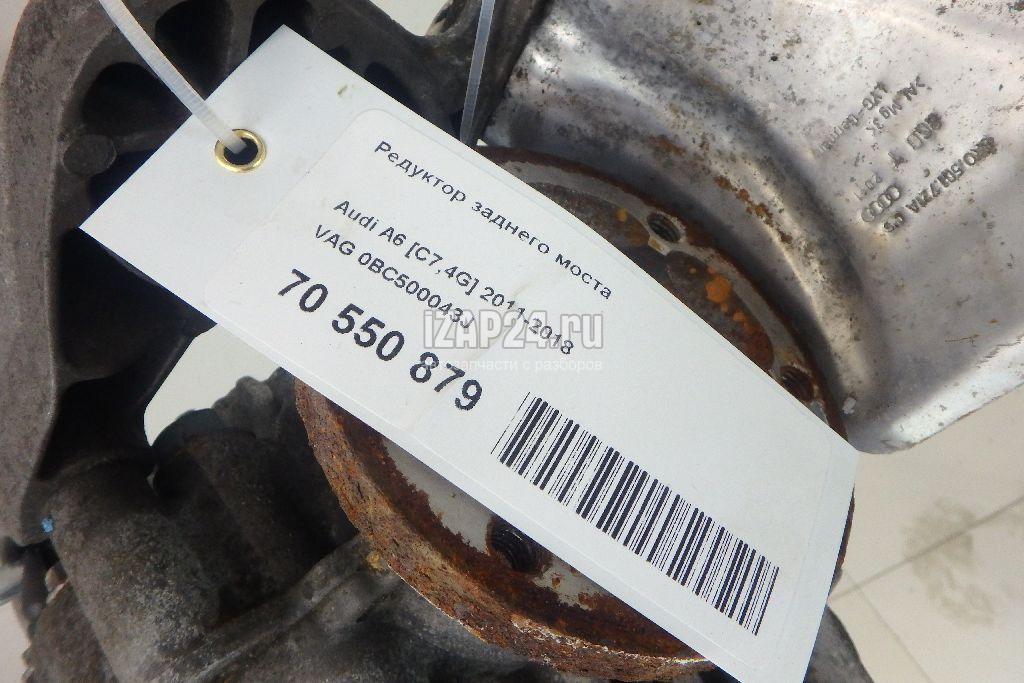 Редуктор заднего моста
Audi A6 [C7,4G] 2011-2018
VAG 0BC500043J
70 550 879
iZAP24.ru
запчасти с разборов